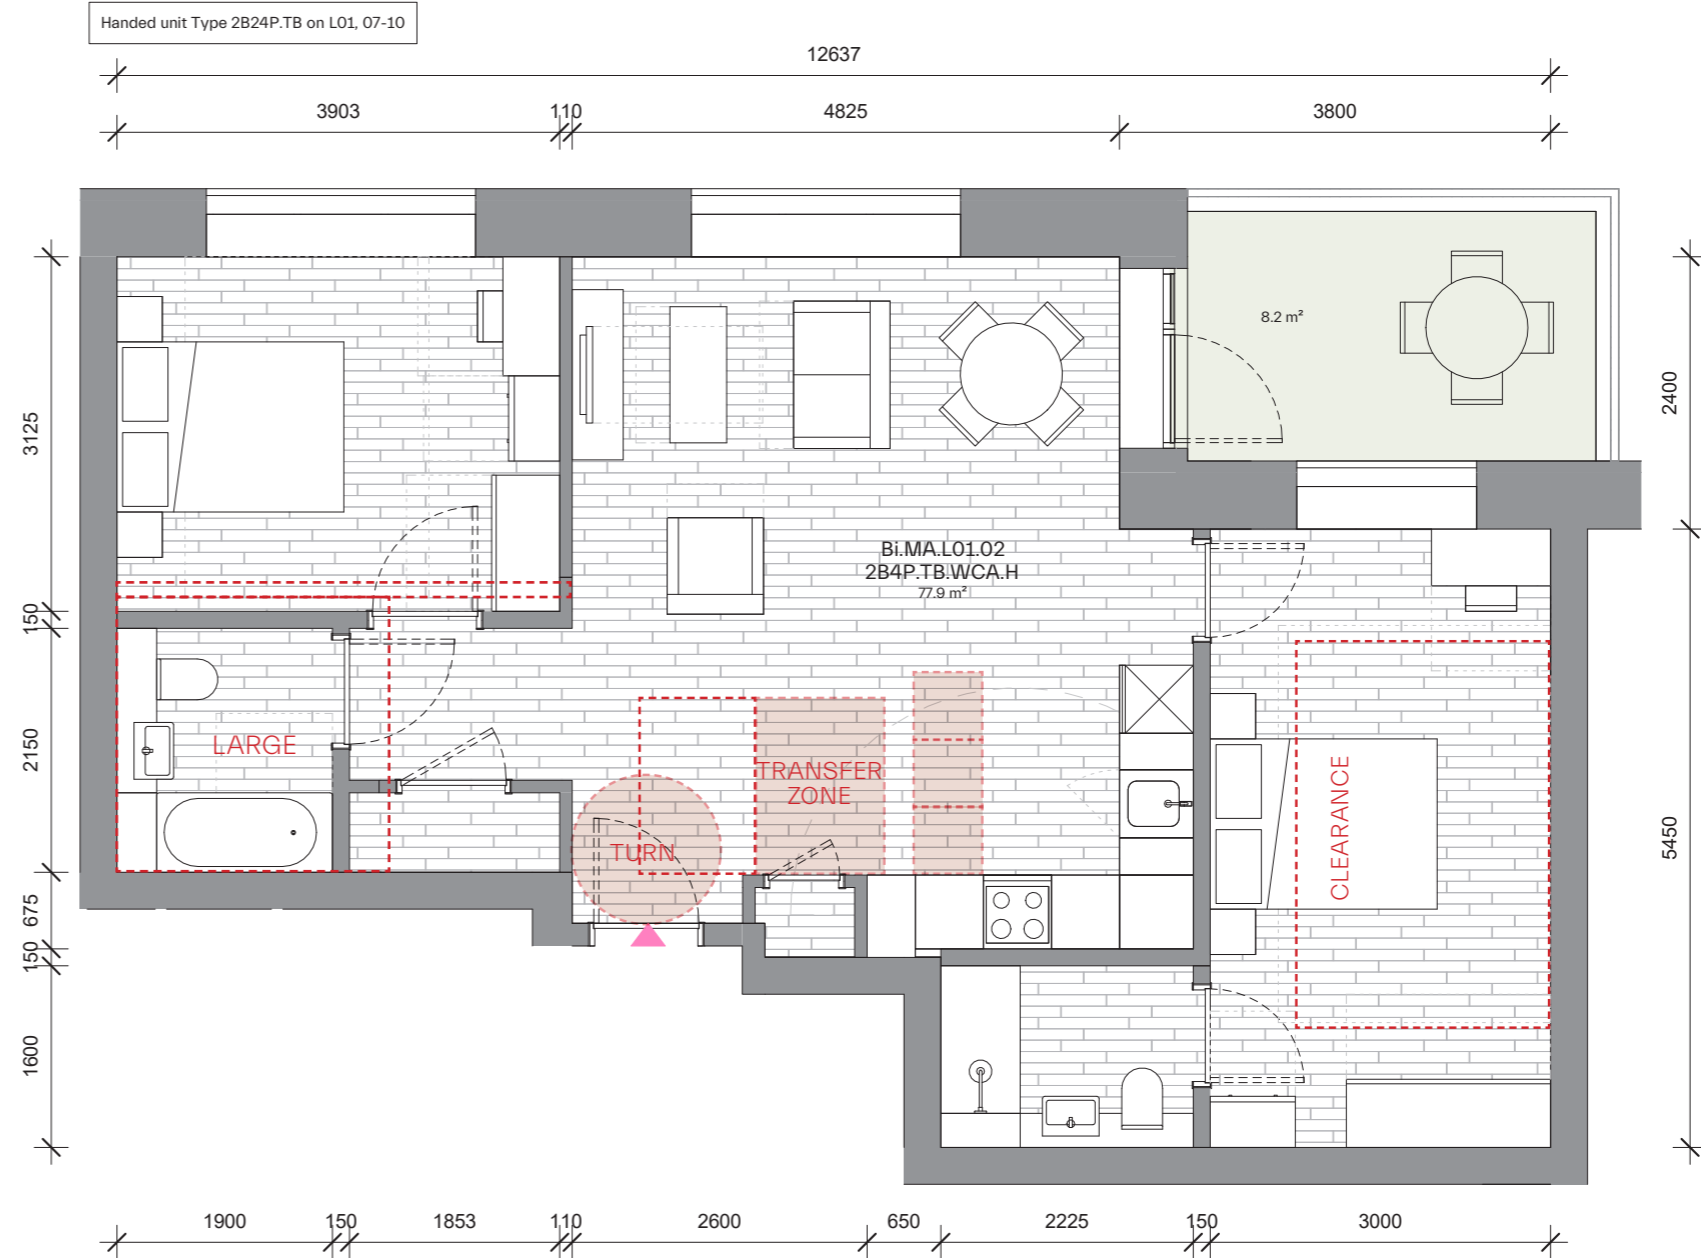 Handed unit Type 2B24P.TB on L01, 07-10
12637
3903
110
4825
3800
8.2 m²
3125
2400
Bi.MA.L01.02
2B4P.TB.WCA.H
77.9 m²
150
LARGE
2150
TRANSFER
ZONE
TURN
CLEARANCE
5450
675
150
1600
1900
150
1853
110
2600
650
2225
150
3000